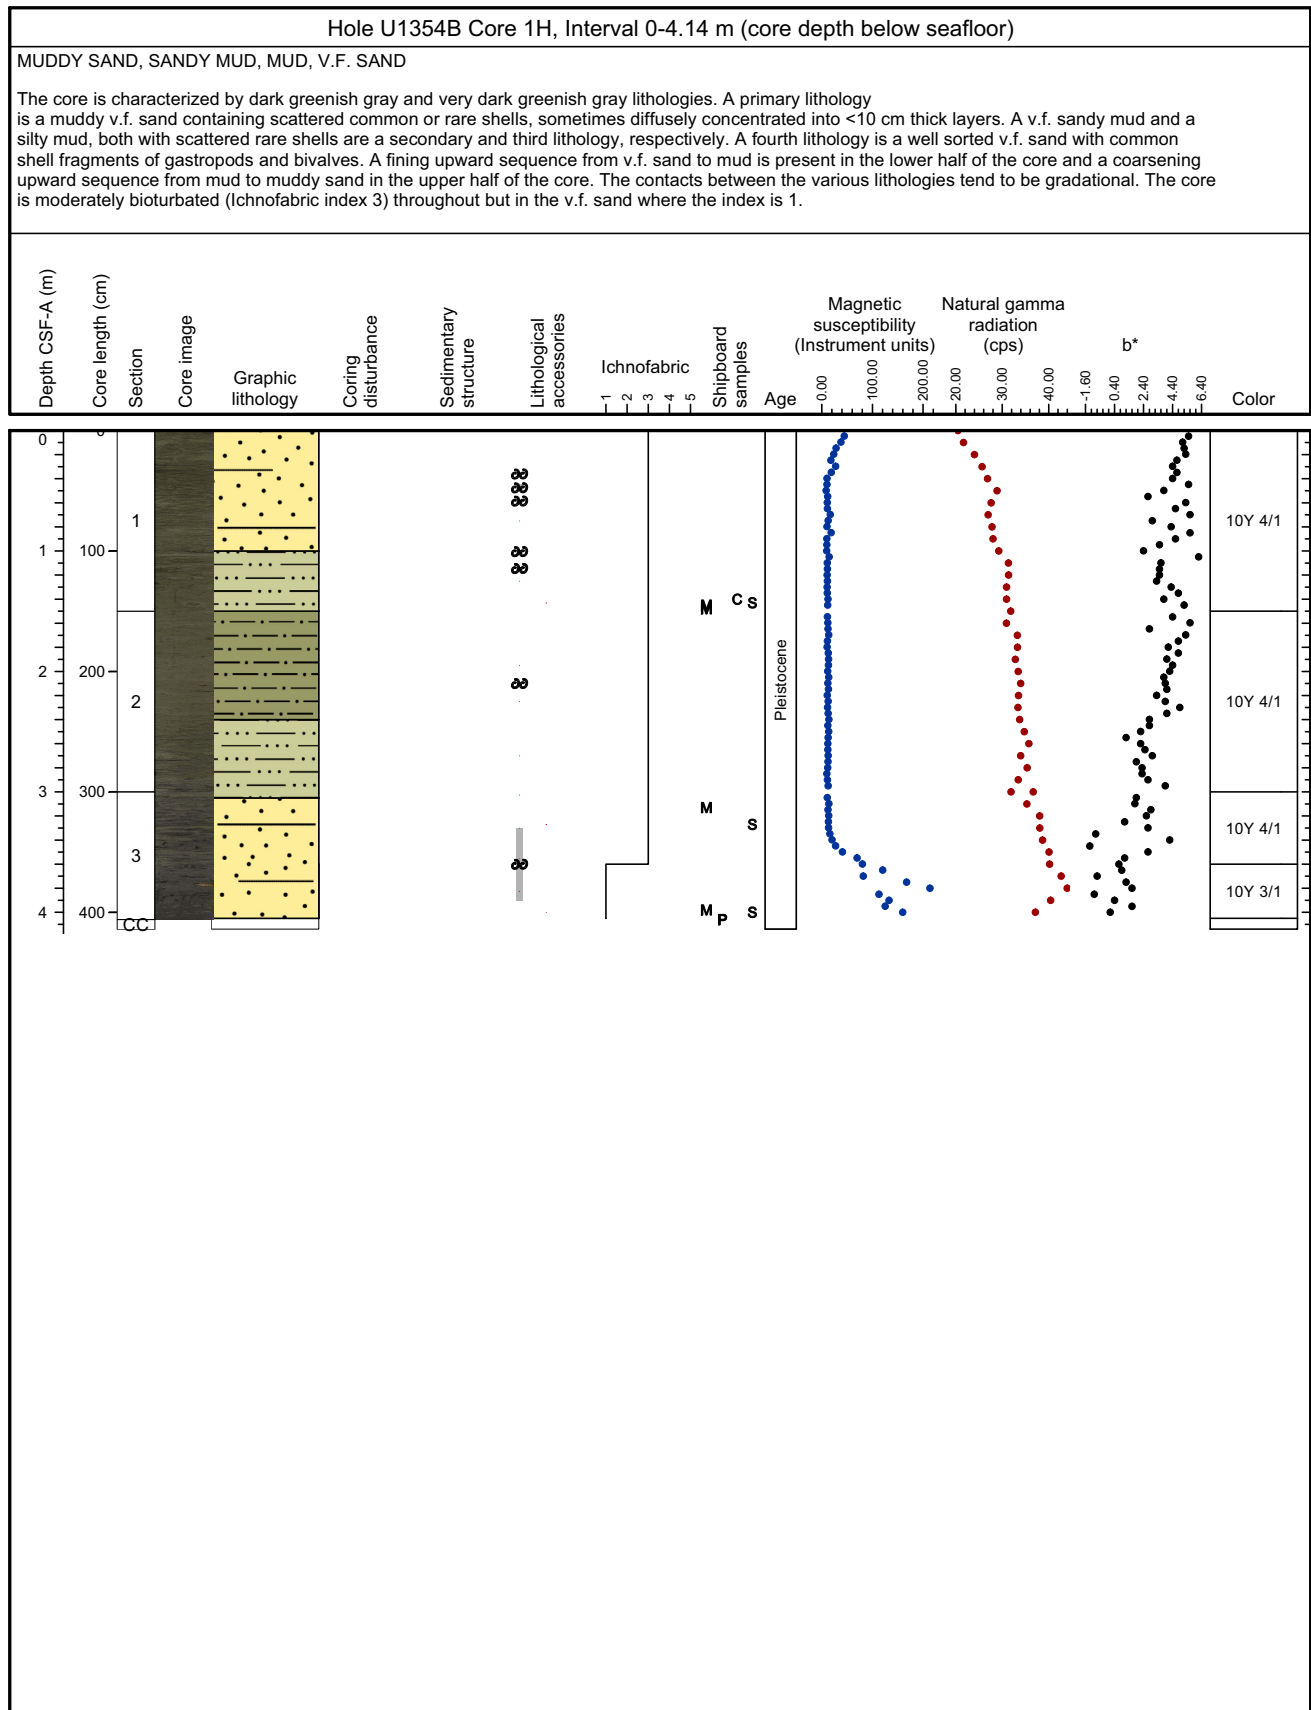 Hole U1354B Core 1H, Interval 0-4.14 m (core depth below seafloor)
MUDDY SAND, SANDY MUD, MUD, V.F. SAND
The core is characterized by dark greenish gray and very dark greenish gray lithologies. A primary lithology
is a muddy v.f. sand containing scattered common or rare shells, sometimes diffusely concentrated into <10 cm thick layers. A v.f. sandy mud and a
silty mud, both with scattered rare shells are a secondary and third lithology, respectively. A fourth lithology is a well sorted v.f. sand with common
shell fragments of gastropods and bivalves. A fining upward sequence from v.f. sand to mud is present in the lower half of the core and a coarsening
upward sequence from mud to muddy sand in the upper half of the core. The contacts between the various lithologies tend to be gradational. The core
is moderately bioturbated (Ichnofabric index 3) throughout but in the v.f. sand where the index is 1.
Depth CSF-A (m)
Core length (cm)
Section
Core image
Graphic
lithology
Coring
disturbance
Sedimentary
structure
Lithological
accessories
Ichnofabric
1 2 3 4 5
Shipboard
samples
Age
Magnetic
susceptibility
(Instrument units)
0.00 100.00 200.00
Natural gamma
radiation
(cps)
20.00 30.00 40.00
b*
-1.60 0.40 2.40 4.40 6.40
Color
0 0
1
10Y 4/1
1 100
M C S
M
2 200
2
Pleistocene
10Y 4/1
3 300
M
S
10Y 4/1
3
10Y 3/1
4 400
M P S
CC